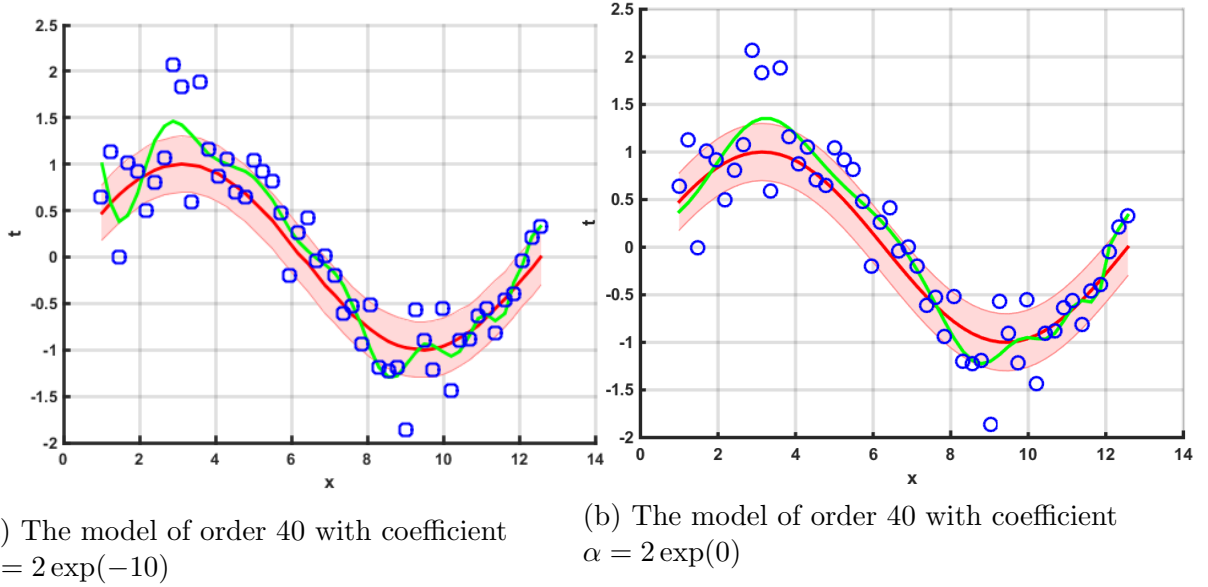 2.5
2
1.5
1
0.5
0
-0.5
-1
-1.5
-2
t
0 2 4 6 8 10 12 14
x
2.5
2
1.5
1
0.5
0
-0.5
-1
-1.5
-2
t
0 2 4 6 8 10 12 14
x
) The model of order 40 with coefficient
= 2 exp(−10)
(b) The model of order 40 with coefficient
α = 2 exp(0)